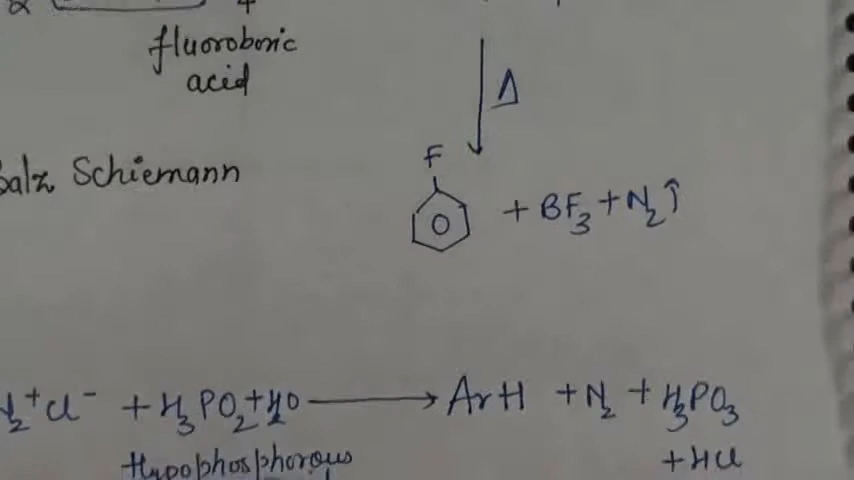 fluoroboric
acid
Δ
Balz Schiemann
F
+ BF₃ + N₂↑
N₂⁺Cl⁻ + H₃PO₂ + H₂O ⟶ ArH + N₂ + H₃PO₃
Hypophosphorous
+ HCl